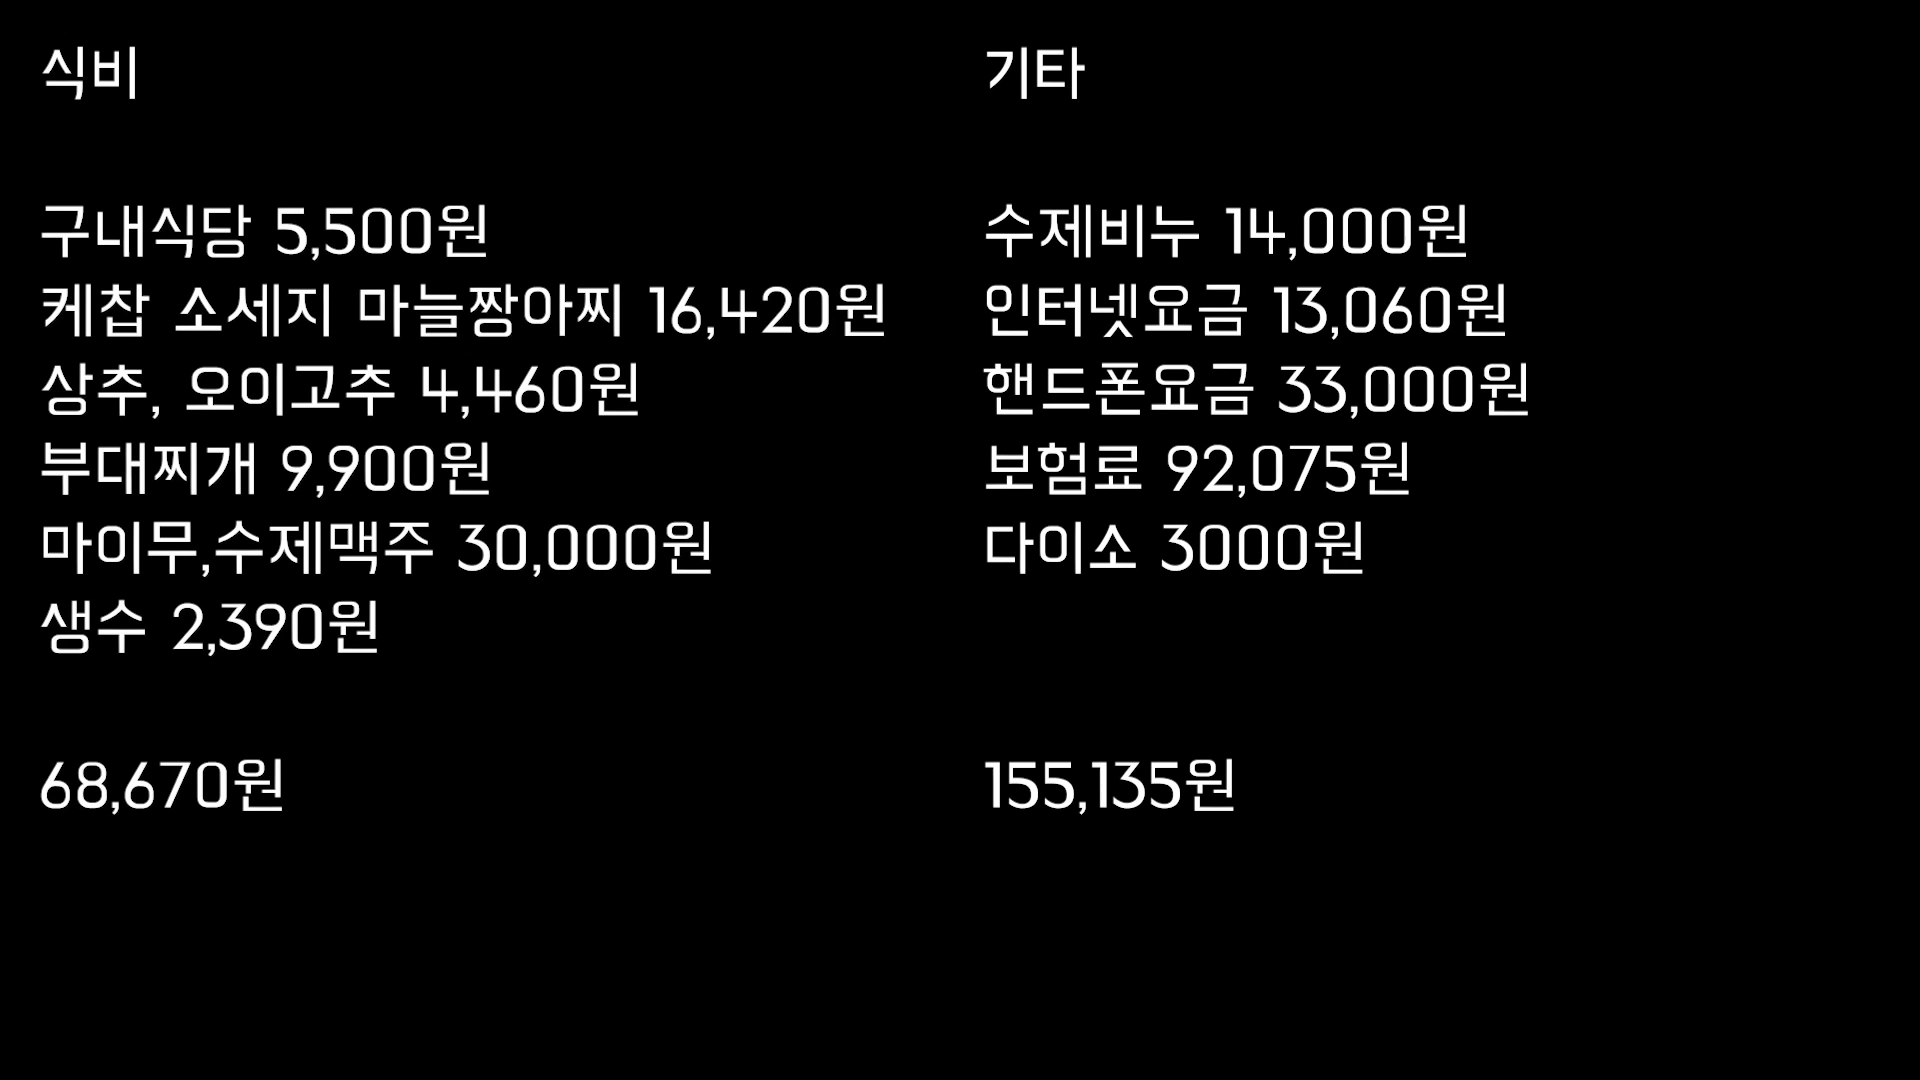 식비
구내식당 5,500원
케찹 소세지 마늘짱아찌 16,420원
상추, 오이고추 4,460원
부대찌개 9,900원
마이무,수제맥주 30,000원
생수 2,390원
68,670원
기타
수제비누 14,000원
인터넷요금 13,060원
핸드폰요금 33,000원
보험료 92,075원
다이소 3000원
155,135원